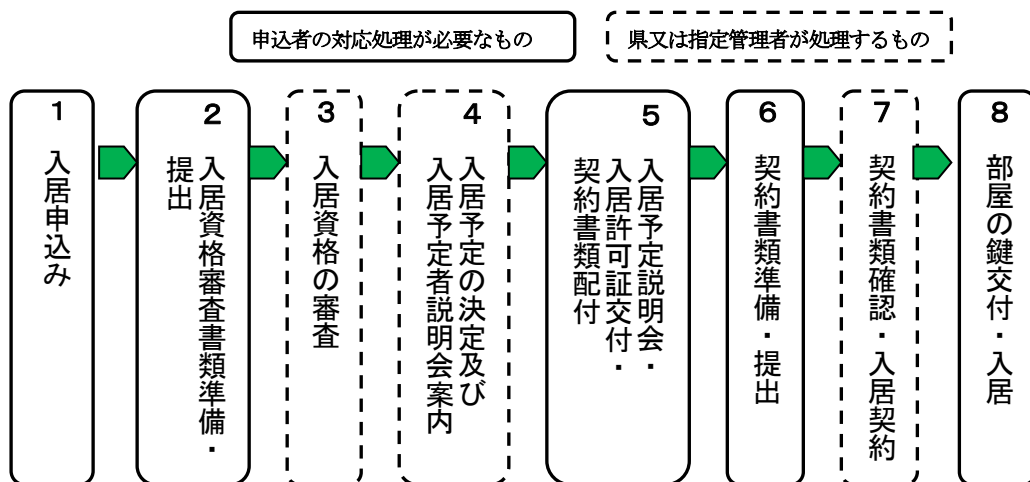 申込者の対応処理が必要なもの
県又は指定管理者が処理するもの
1
入居申込み
2
入居資格審査書類準備・
提出
3
入居資格の審査
4
入居予定の決定及び
入居予定者説明会案内
5
入居予定説明会・
入居許可証交付・
契約書類配付
6
契約書類準備・提出
7
契約書類確認・入居契約
8
部屋の鍵交付・入居